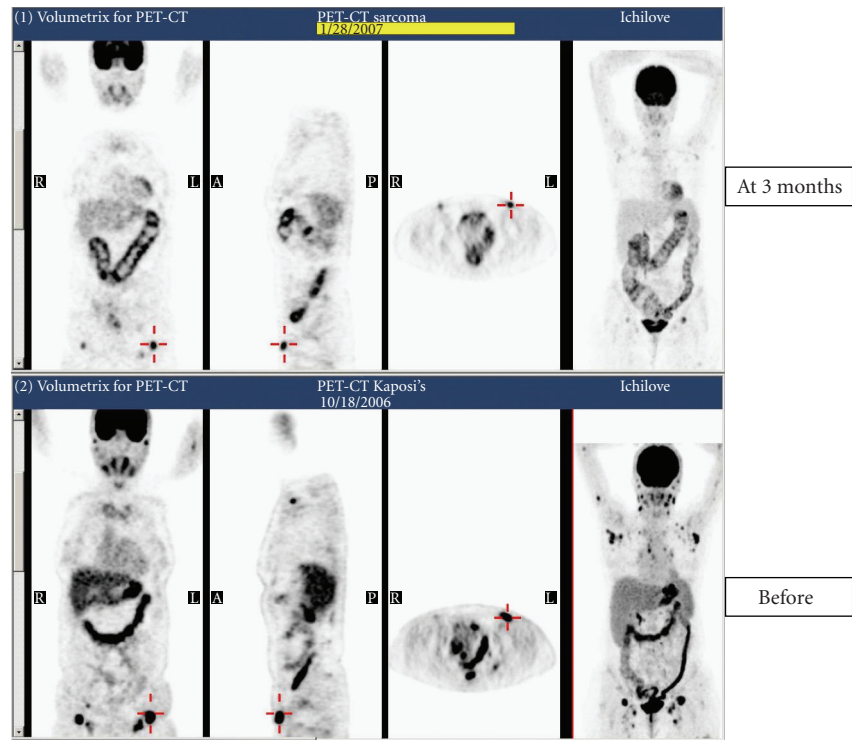 (1) Volumetrix for PET-CT PET-CT sarcoma Ichilove
1/28/2007
R L A P R L
At 3 months
(2) Volumetrix for PET-CT PET-CT Kaposi's Ichilove
10/18/2006
R L A P R L
Before